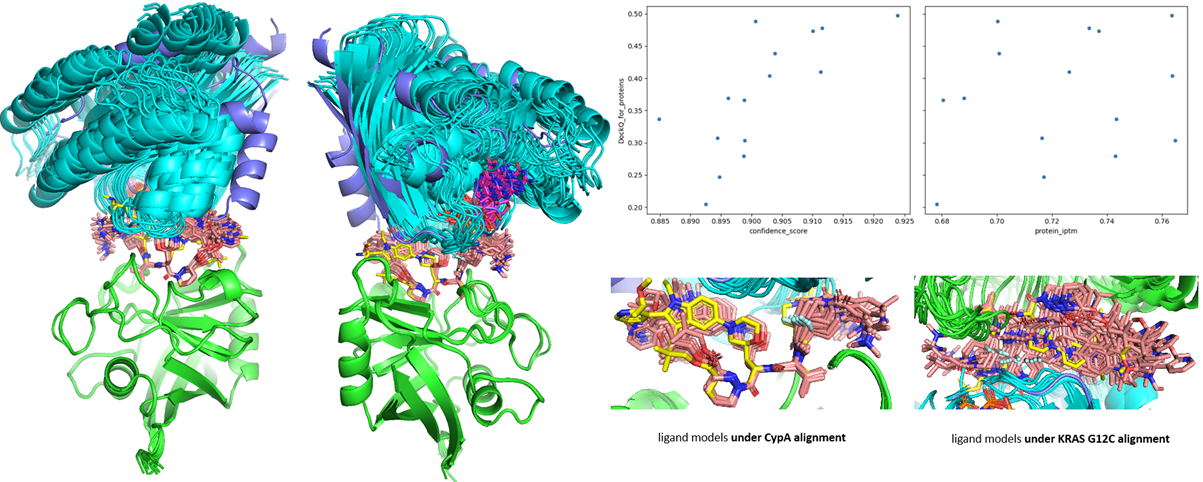 DockQ_for_proteins
0.50
0.45
0.40
0.35
0.30
0.25
0.20
0.885 0.890 0.895 0.900 0.905 0.910 0.915 0.920 0.925
confidence_score
0.68 0.70 0.72 0.74 0.76
protein_iptm
ligand models under CypA alignment
ligand models under KRAS G12C alignment